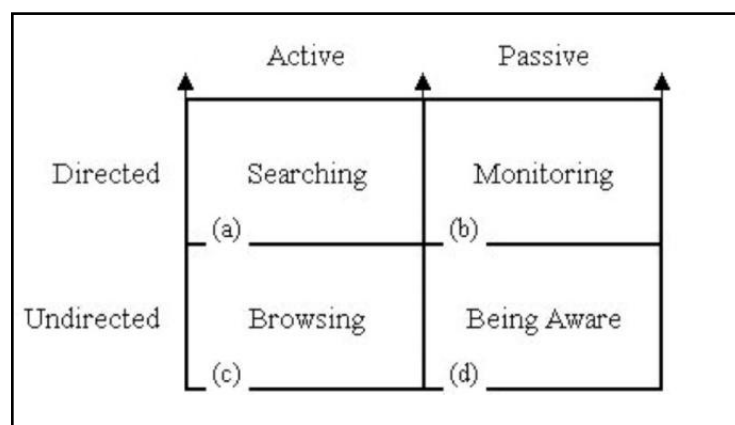 Active Passive
Directed Searching Monitoring
(a) (b)
Undirected Browsing Being Aware
(c) (d)